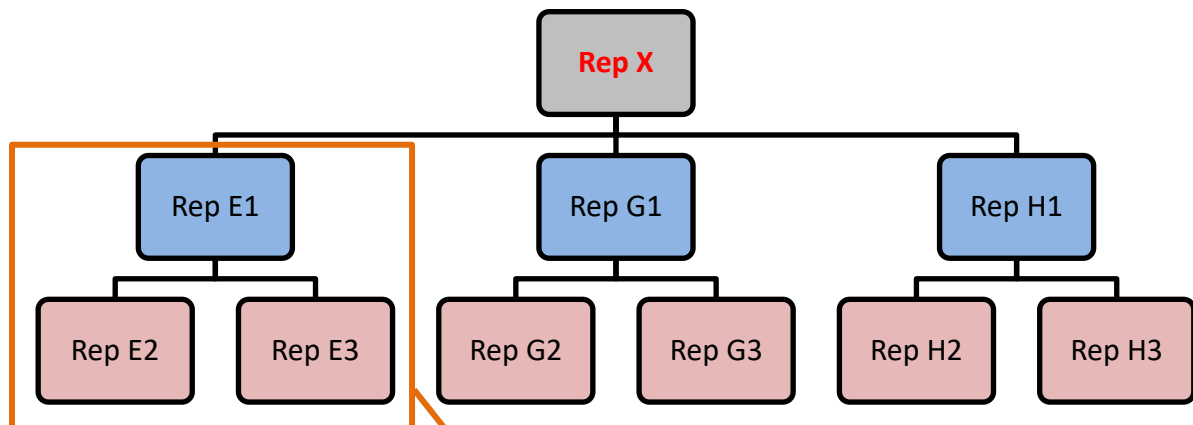 Rep X
Rep E1
Rep G1
Rep H1
Rep E2
Rep E3
Rep G2
Rep G3
Rep H2
Rep H3